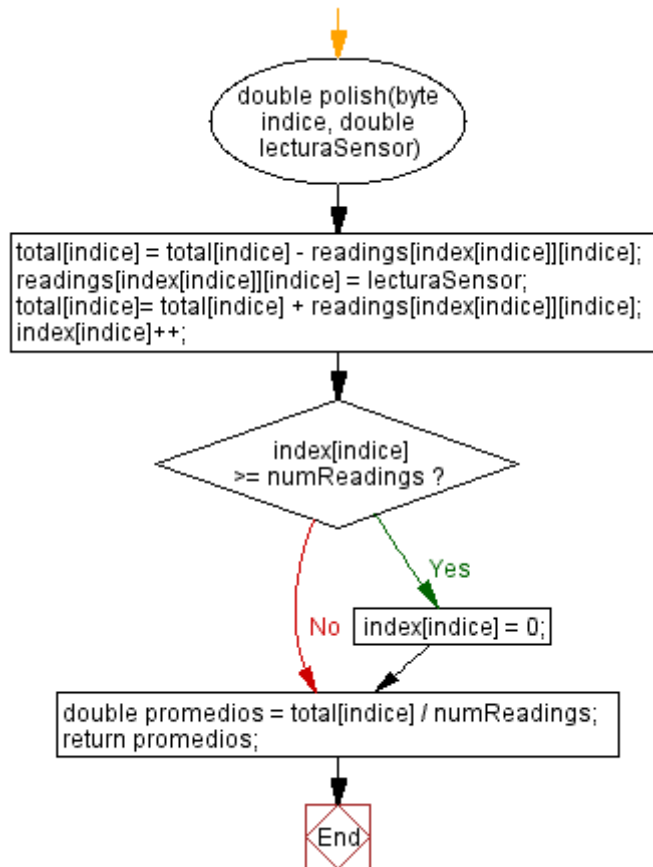 double polish(byte
indice, double
lecturaSensor)
total[indice] = total[indice] - readings[index[indice]][indice];
readings[index[indice]][indice] = lecturaSensor;
total[indice]= total[indice] + readings[index[indice]][indice];
index[indice]++;
index[indice]
>= numReadings ?
Yes
No
index[indice] = 0;
double promedios = total[indice] / numReadings;
return promedios;
End